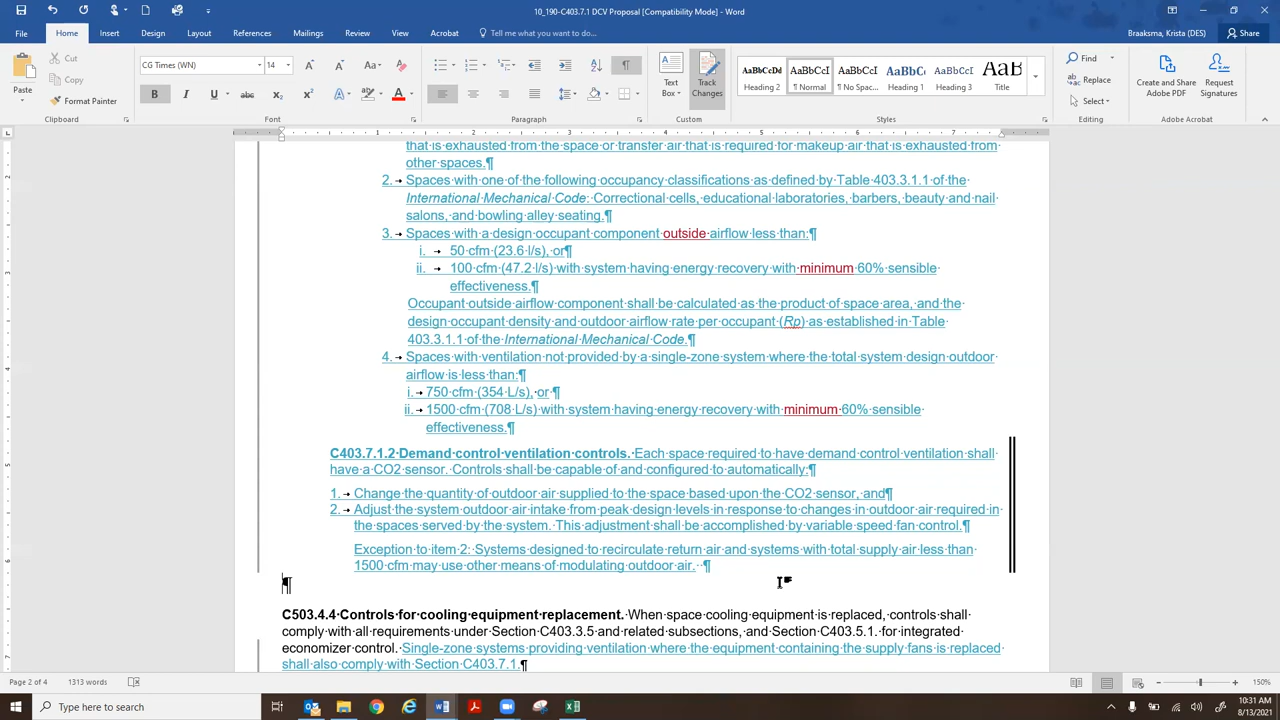 10_190-C403.7.1 DCV Proposal [Compatibility Mode] - Word
File Home Insert Design Layout References Mailings Review View Acrobat Tell me what you want to do... Braaksma, Krista (DES) Share
Cut
Copy
Format Painter
Paste
CG Times (WN) 14
Text Box
Track Changes
AaBbCcDd AaBbCcI AaBbCcI AaBbC AaBbCcI AaB
Heading 2 ¶ Normal ¶ No Spac... Heading 1 Heading 3 Title
Find
Replace
Select
Create and Share Adobe PDF
Request Signatures
Clipboard Font Paragraph Custom Styles Editing Adobe Acrobat
1 2 3 4 5 6 7
that is exhausted from the space or transfer air that is required for makeup air that is exhausted from
other spaces.¶
2. Spaces with one of the following occupancy classifications as defined by Table 403.3.1.1 of the
International Mechanical Code: Correctional cells, educational laboratories, barbers, beauty and nail
salons, and bowling alley seating.¶
3. Spaces with a design occupant component outside airflow less than:¶
i. 50 cfm (23.6 l/s), or¶
ii. 100 cfm (47.2 l/s) with system having energy recovery with minimum 60% sensible
effectiveness.¶
Occupant outside airflow component shall be calculated as the product of space area, and the
design occupant density and outdoor airflow rate per occupant (Rp) as established in Table
403.3.1.1 of the International Mechanical Code.¶
4. Spaces with ventilation not provided by a single-zone system where the total system design outdoor
airflow is less than:¶
i. 750 cfm (354 L/s), or ¶
ii. 1500 cfm (708 L/s) with system having energy recovery with minimum 60% sensible
effectiveness.¶
C403.7.1.2 Demand control ventilation controls. Each space required to have demand control ventilation shall
have a CO2 sensor. Controls shall be capable of and configured to automatically:¶
1. Change the quantity of outdoor air supplied to the space based upon the CO2 sensor, and¶
2. Adjust the system outdoor air intake from peak design levels in response to changes in outdoor air required in
the spaces served by the system. This adjustment shall be accomplished by variable speed fan control.¶
Exception to item 2: Systems designed to recirculate return air and systems with total supply air less than
1500 cfm may use other means of modulating outdoor air. ¶
¶
C503.4.4 Controls for cooling equipment replacement. When space cooling equipment is replaced, controls shall
comply with all requirements under Section C403.3.5 and related subsections, and Section C403.5.1. for integrated
economizer control. Single-zone systems providing ventilation where the equipment containing the supply fans is replaced
shall also comply with Section C403.7.1.¶
Page 2 of 4 1313 words 150%
Type here to search
10:31 AM
8/13/2021